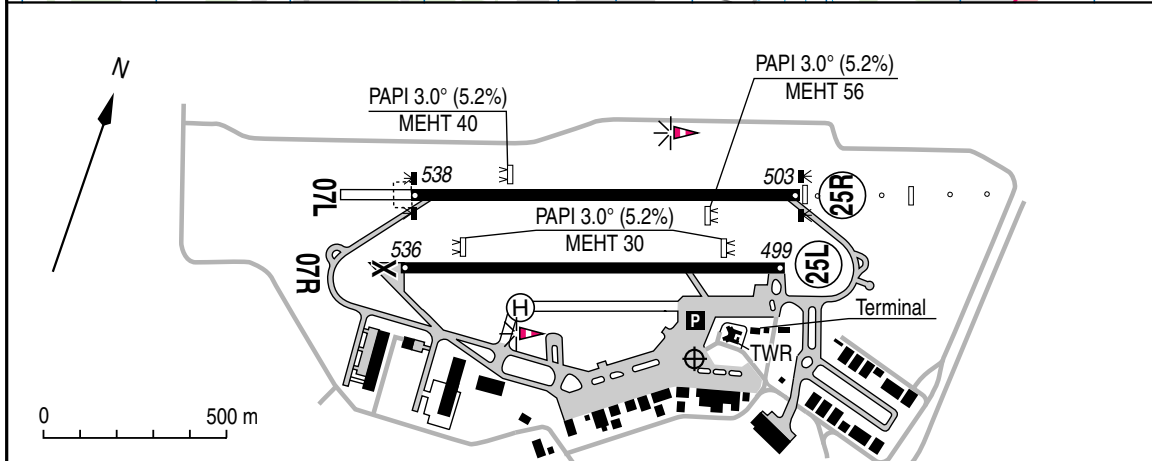 N
PAPI 3.0° (5.2%)
MEHT 56
PAPI 3.0° (5.2%)
MEHT 40
07L
538
503
25R
PAPI 3.0° (5.2%)
MEHT 30
07R
536
499
25L
X
H
P
Terminal
TWR
0
500 m